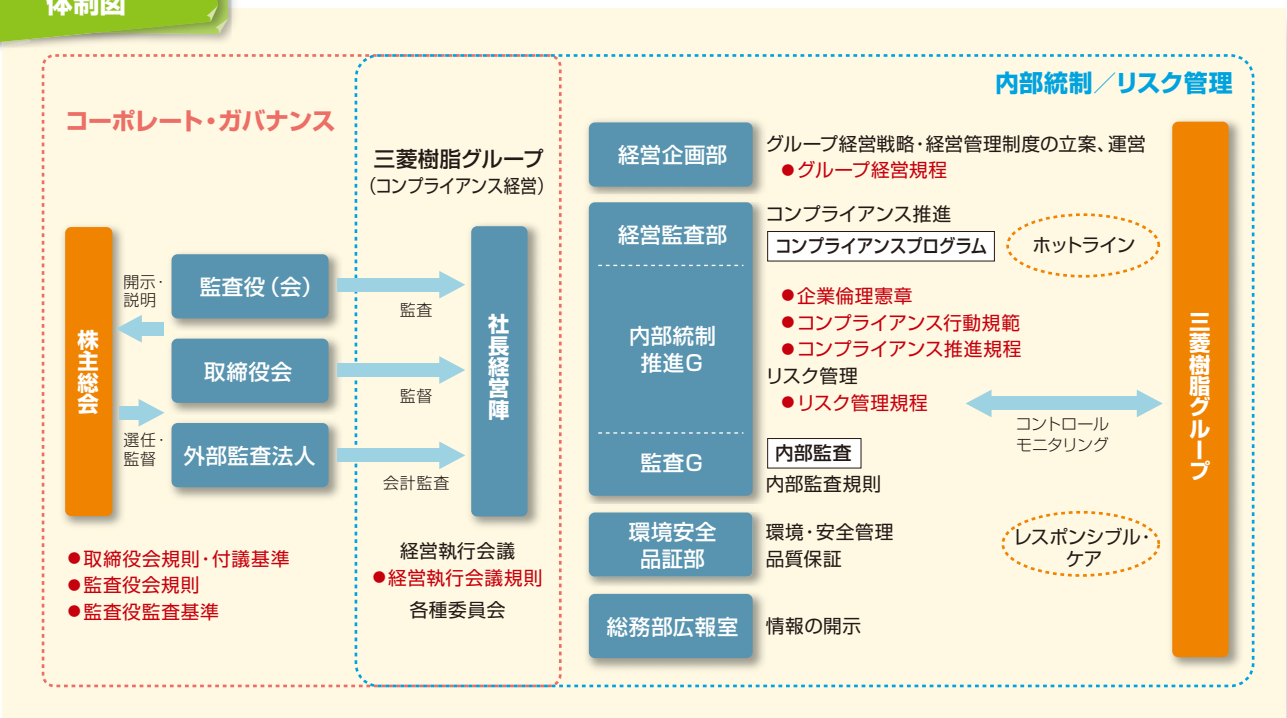 体制図
コーポレート・ガバナンス
株主総会
開示・
説明
選任・
監督
監査役(会)
取締役会
外部監査法人
監査
監督
会計監査
●取締役会規則・付議基準
●監査役会規則
●監査役監査基準
三菱樹脂グループ
(コンプライアンス経営)
社長経営陣
経営執行会議
●経営執行会議規則
各種委員会
内部統制/リスク管理
経営企画部
グループ経営戦略・経営管理制度の立案、運営
●グループ経営規程
経営監査部
コンプライアンス推進
コンプライアンスプログラム
ホットライン
内部統制
推進G
●企業倫理憲章
●コンプライアンス行動規範
●コンプライアンス推進規程
リスク管理
●リスク管理規程
コントロール
モニタリング
監査G
内部監査
内部監査規則
環境安全
品証部
環境・安全管理
品質保証
レスポンシブル・
ケア
総務部広報室
情報の開示
三菱樹脂グループ